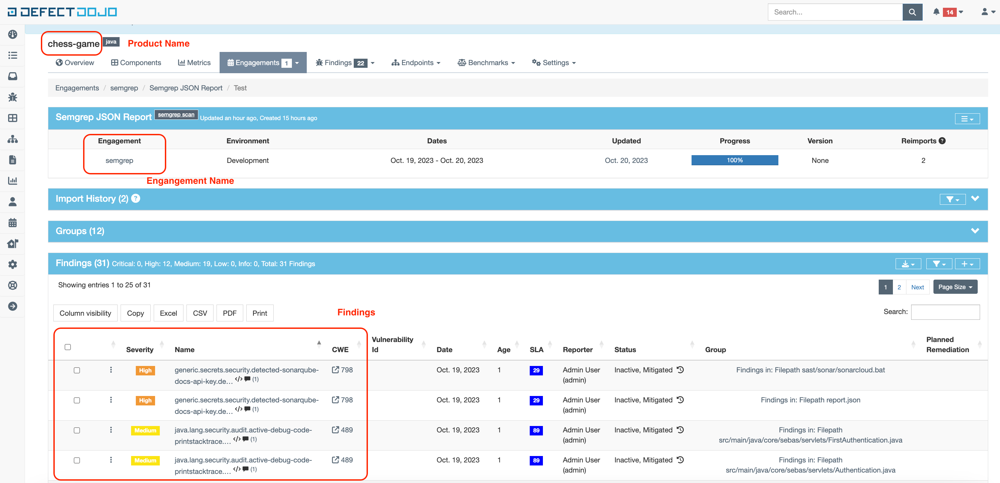 DEFECTDOJO
Search...
14
chess-game java Product Name
Overview Components Metrics Engagements 1 Findings 22 Endpoints Benchmarks Settings
Engagements / semgrep / Semgrep JSON Report / Test
Semgrep JSON Report semgrep scan Updated an hour ago, Created 15 hours ago
Engagement Environment Dates Updated Progress Version Reimports ?
semgrep Development Oct. 19, 2023 - Oct. 20, 2023 Oct. 20, 2023 100% None 2
Engangement Name
Import History (2) ?
Groups (12)
Findings (31) Critical: 0, High: 12, Medium: 19, Low: 0, Info: 0, Total: 31 Findings
Showing entries 1 to 25 of 31
1 2 Next Page Size
Column visibility Copy Excel CSV PDF Print
Findings
Search:
Severity Name CWE Vulnerability Id Date Age SLA Reporter Status Group Planned Remediation
High generic.secrets.security.detected-sonarqube- 798 Oct. 19, 2023 1 29 Admin User Inactive, Mitigated Findings in: Filepath sast/sonar/sonarcloud.bat
docs-api-key.de... </> (1) (admin)
High generic.secrets.security.detected-sonarqube- 798 Oct. 19, 2023 1 29 Admin User Inactive, Mitigated Findings in: Filepath report.json
docs-api-key.de... </> (1) (admin)
Medium java.lang.security.audit.active-debug-code- 489 Oct. 19, 2023 1 89 Admin User Inactive, Mitigated Findings in: Filepath
printstacktrace.... </> (1) (admin) src/main/java/core/sebas/servlets/FirstAuthentication.java
Medium java.lang.security.audit.active-debug-code- 489 Oct. 19, 2023 1 89 Admin User Inactive, Mitigated Findings in: Filepath
printstacktrace.... </> (1) (admin) src/main/java/core/sebas/servlets/Authentication.java